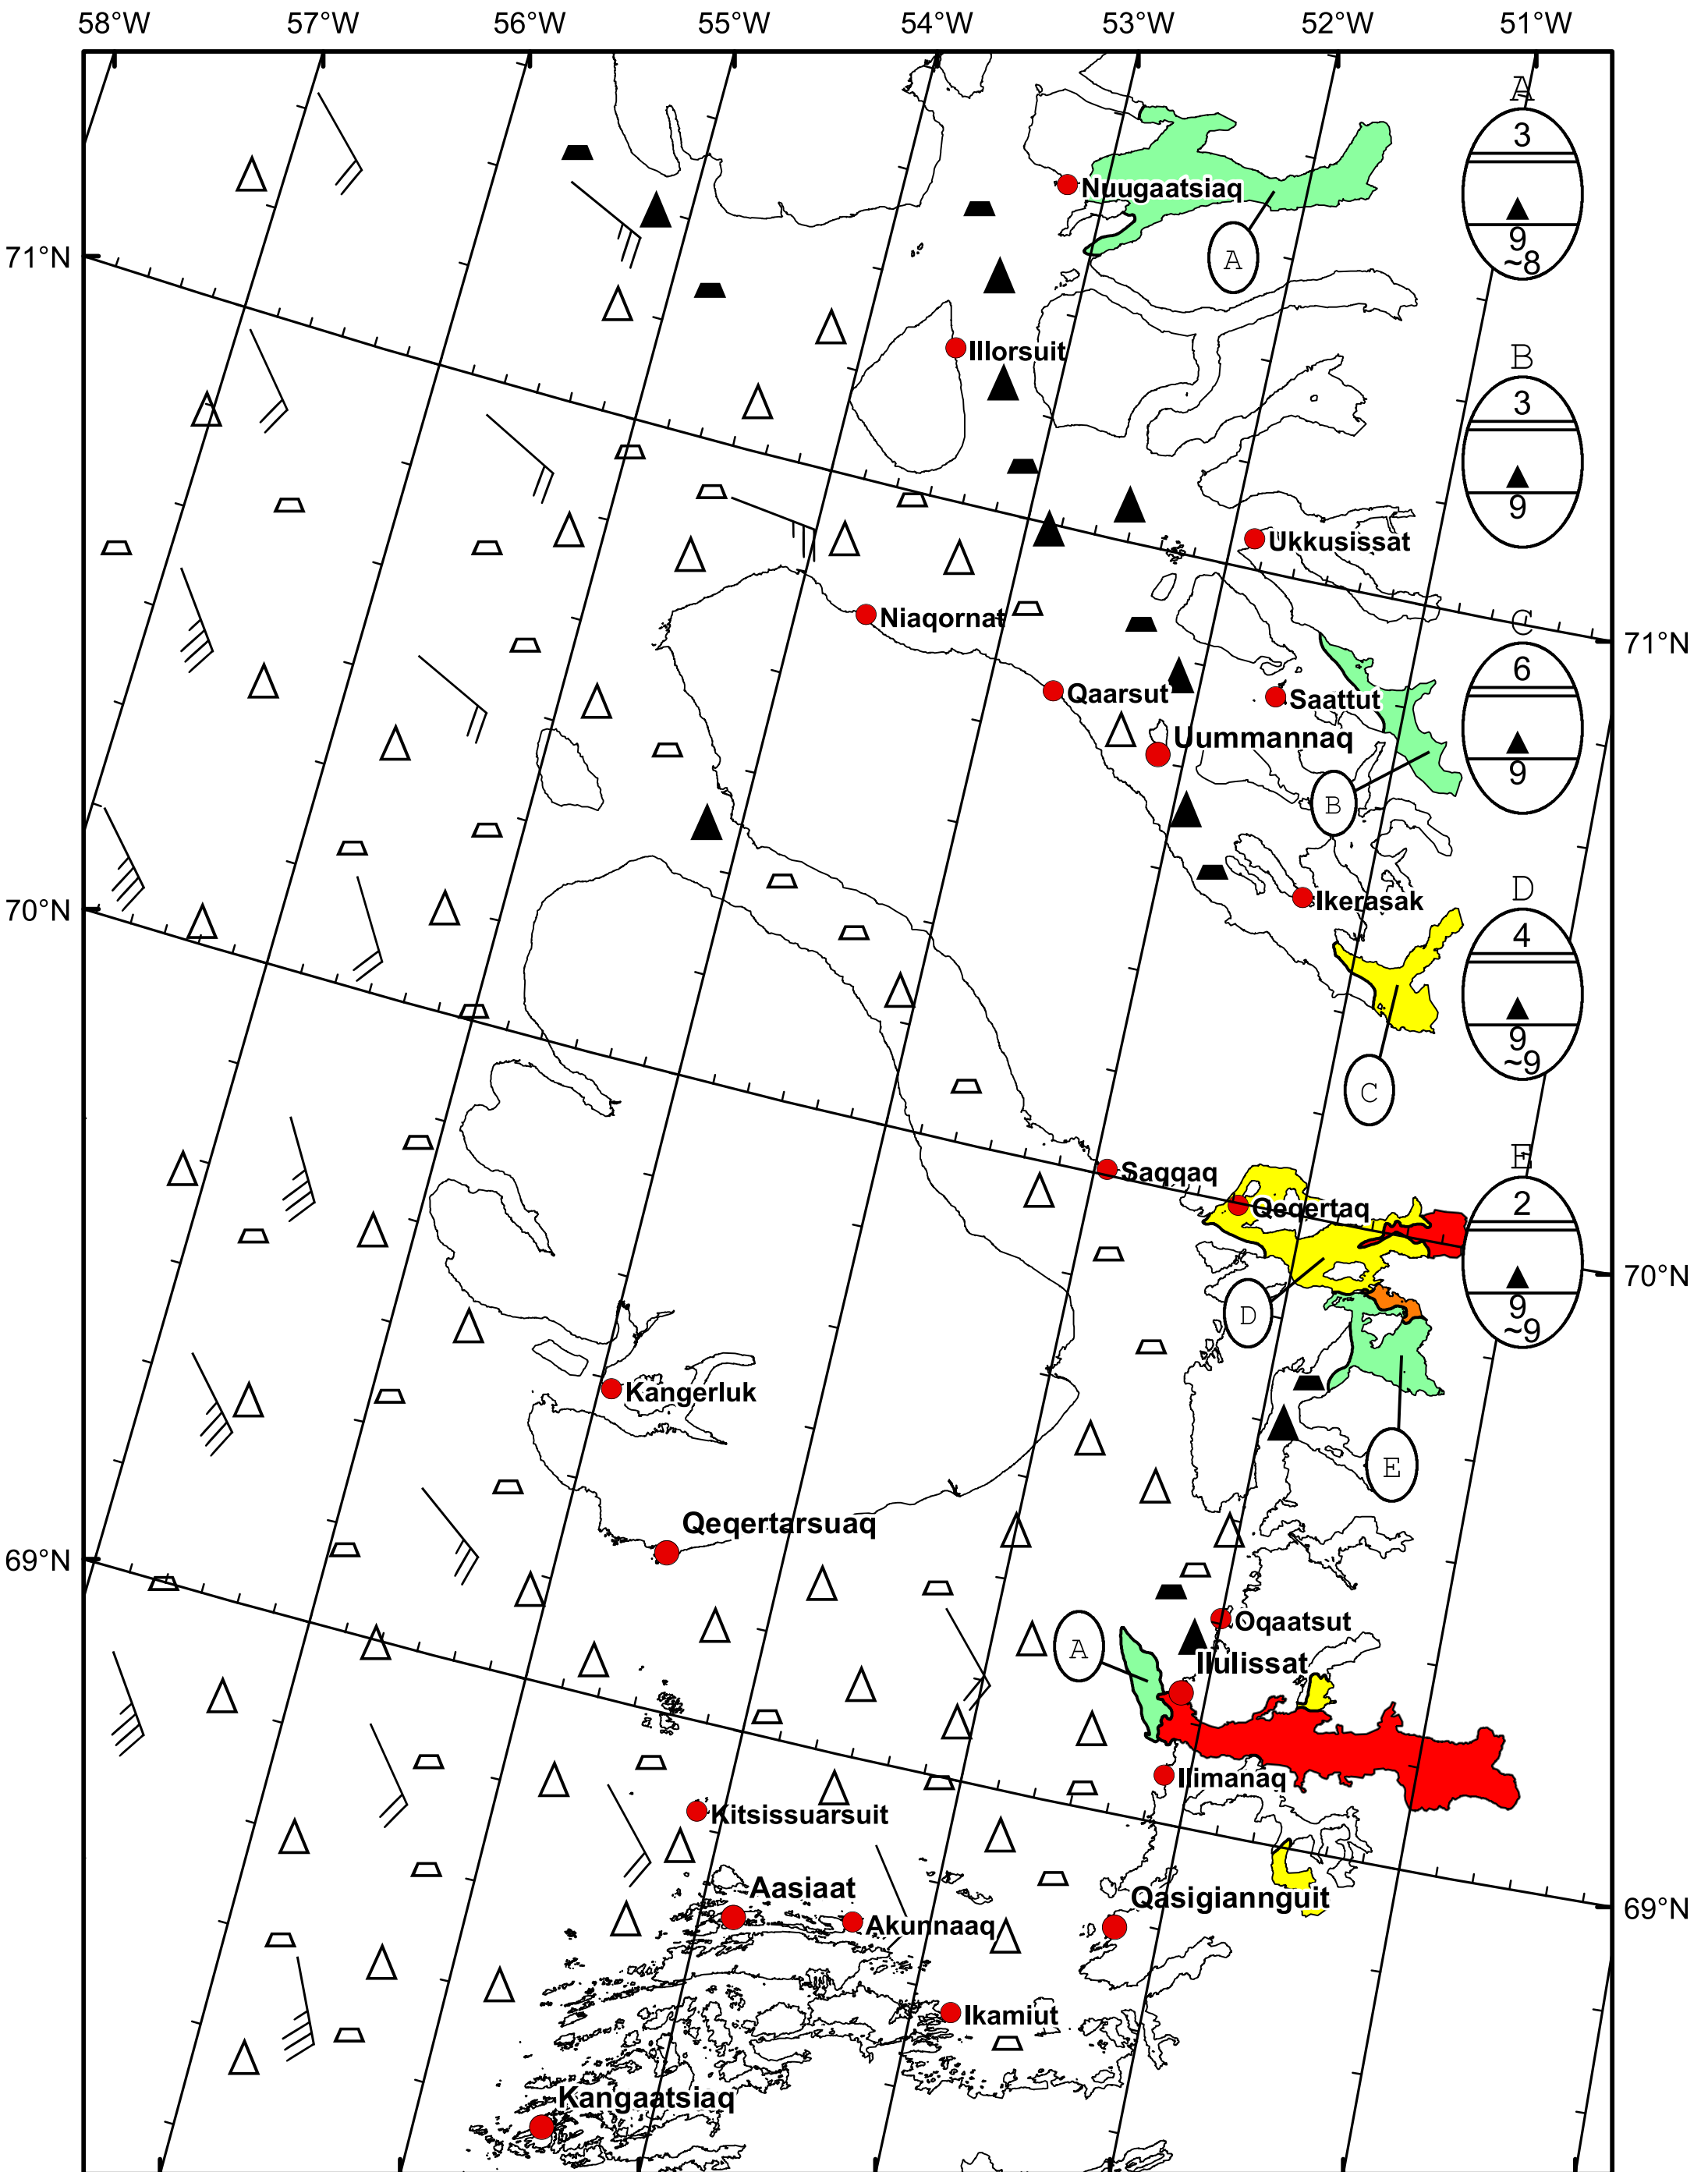 58°W 57°W 56°W 55°W 54°W 53°W 52°W 51°W
A
3
9
~8
Nuugaatsiaq
71°N
A
Illorsuit
B
3
9
Ukkusissat
Niaqornat
C
71°N
6
9
Qaarsut
Saattut
Uummannaq
B
D
4
9
~9
Ikerasak
70°N
C
E
2
9
~9
Saqqaq
Qeqertaq
70°N
D
Kangerluk
E
Qeqertarsuaq
69°N
Oqaatsut
A
Ilulissat
Ilimanaq
Kitsissuarsuit
Aasiaat
Qasigiannguit
69°N
Akunnaaq
Ikamiut
Kangaatsiaq